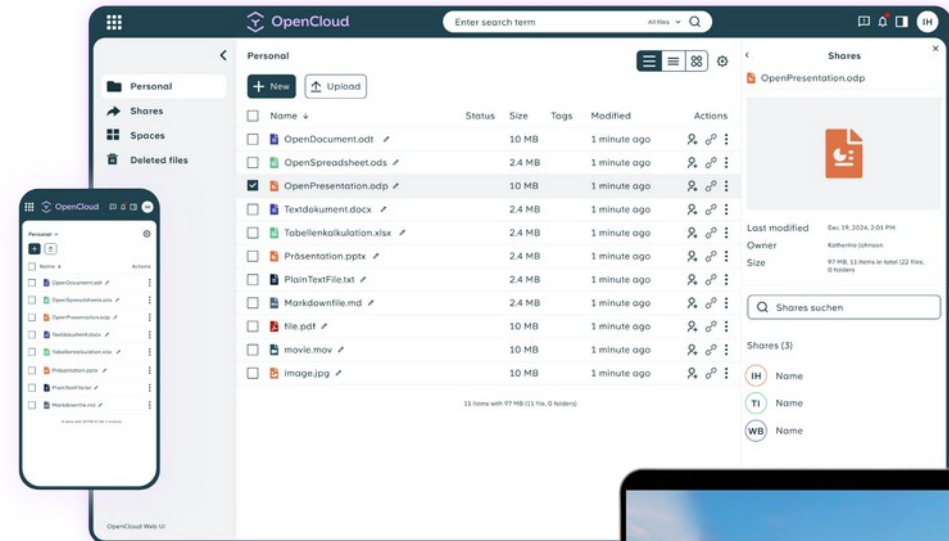 OpenCloud
Enter search term
All files
IH
Personal
Shares
Spaces
Deleted files
OpenCloud Web UI
Personal
New
Upload
Name Status Size Tags Modified Actions
OpenDocument.odt 10 MB 1 minute ago
OpenSpreadsheet.ods 2.4 MB 1 minute ago
OpenPresentation.odp 10 MB 1 minute ago
Textdokument.docx 2.4 MB 1 minute ago
Tabellenkalkulation.xlsx 2.4 MB 1 minute ago
Präsentation.pptx 2.4 MB 1 minute ago
PlainTextFile.txt 2.4 MB 1 minute ago
Markdownfile.md 2.4 MB 1 minute ago
file.pdf 10 MB 1 minute ago
movie.mov 10 MB 1 minute ago
image.jpg 10 MB 1 minute ago
11 items with 97 MB (11 file, 0 folders)
Shares
OpenPresentation.odp
Last modified Dec 19, 2024, 2:01 PM
Owner Katherine Johnson
Size 97 MB, 11 items in total (22 files,
0 folders
Shares suchen
Shares (3)
IH Name
TI Name
WB Name
OpenCloud
Personal
Name Actions
OpenDocument.odt
OpenSpreadsheets.ods
OpenPresentation.odp
Textdokument.docx
Tabellenkalkulation.xlsx
Präsentation.pptx
PlainTextFile.txt
Markdownfile.md